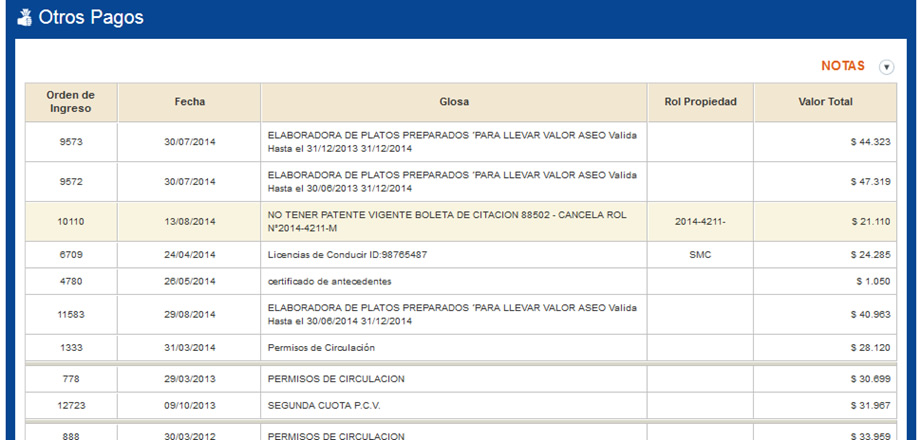 Otros Pagos
NOTAS
Orden de Ingreso Fecha Glosa Rol Propiedad Valor Total
9573 30/07/2014 ELABORADORA DE PLATOS PREPARADOS 'PARA LLEVAR VALOR ASEO Valida $ 44.323
Hasta el 31/12/2013 31/12/2014
9572 30/07/2014 ELABORADORA DE PLATOS PREPARADOS 'PARA LLEVAR VALOR ASEO Valida $ 47.319
Hasta el 30/06/2013 31/12/2014
10110 13/08/2014 NO TENER PATENTE VIGENTE BOLETA DE CITACION 88502 - CANCELA ROL 2014-4211- $ 21.110
N°2014-4211-M
6709 24/04/2014 Licencias de Conducir ID:98765487 SMC $ 24.285
4780 26/05/2014 certificado de antecedentes $ 1.050
11583 29/08/2014 ELABORADORA DE PLATOS PREPARADOS 'PARA LLEVAR VALOR ASEO Valida $ 40.963
Hasta el 30/06/2014 31/12/2014
1333 31/03/2014 Permisos de Circulación $ 28.120
778 29/03/2013 PERMISOS DE CIRCULACION $ 30.699
12723 09/10/2013 SEGUNDA CUOTA P.C.V. $ 31.967
888 30/03/2012 PERMISOS DE CIRCULACION $ 33.959